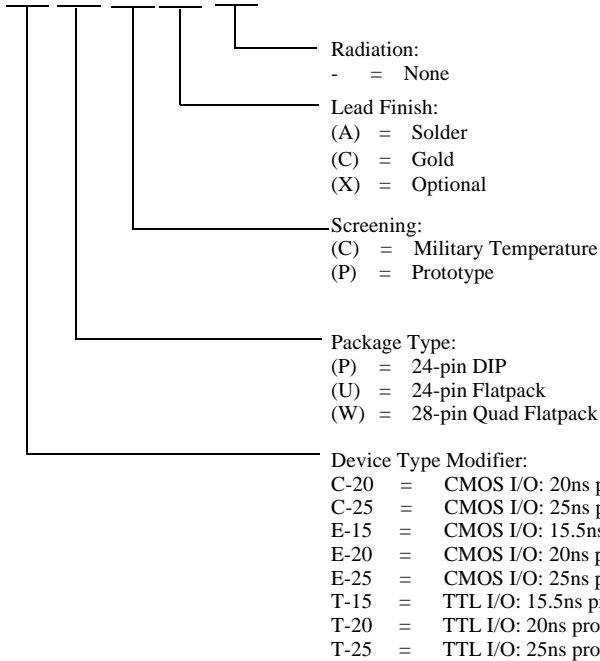 Radiation:
- = None
Lead Finish:
(A) = Solder
(C) = Gold
(X) = Optional
Screening:
(C) = Military Temperature
(P) = Prototype
Package Type:
(P) = 24-pin DIP
(U) = 24-pin Flatpack
(W) = 28-pin Quad Flatpack
Device Type Modifier:
C-20 = CMOS I/O: 20ns
C-25 = CMOS I/O: 25ns
E-15 = CMOS I/O: 15.5ns
E-20 = CMOS I/O: 20ns
E-25 = CMOS I/O: 25ns
T-15 = TTL I/O: 15.5ns
T-20 = TTL I/O: 20ns
T-25 = TTL I/O: 25ns